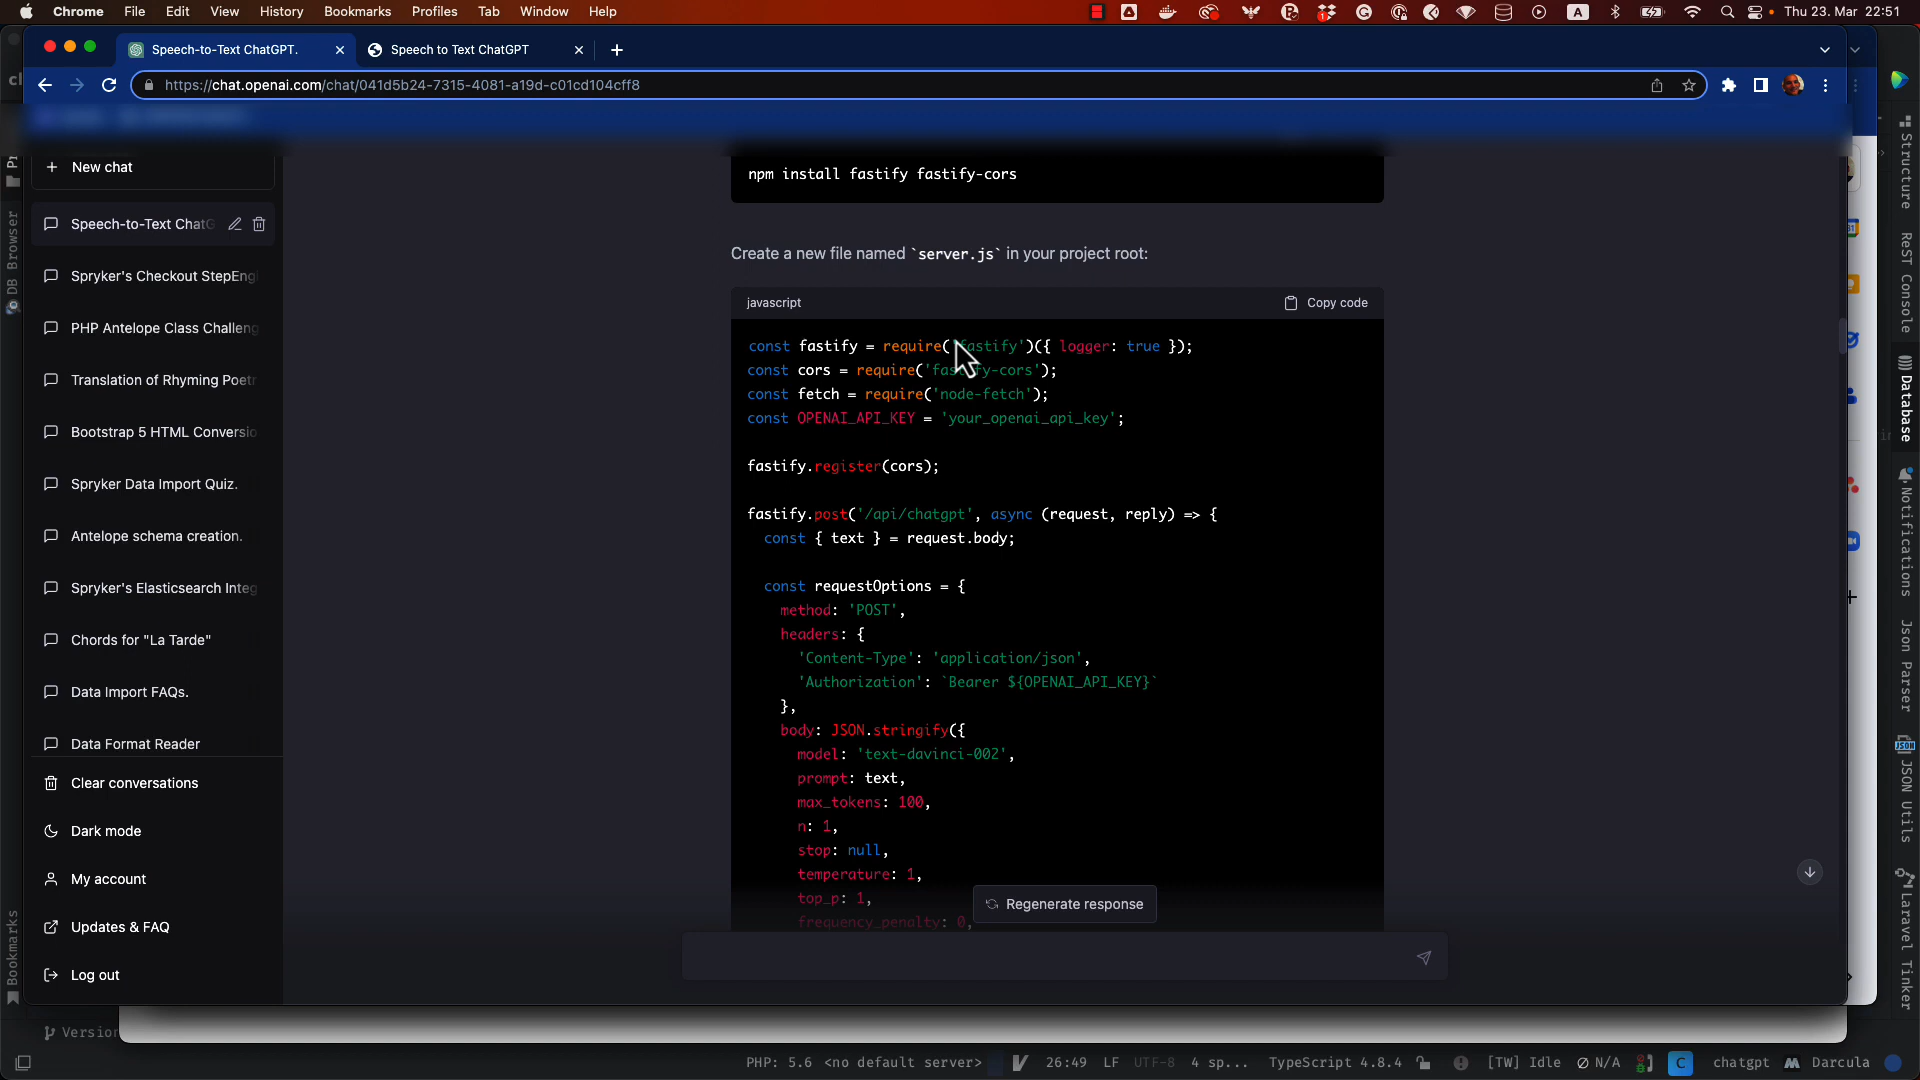 Chrome File Edit View History Bookmarks Profiles Tab Window Help
A Thu 23. Mar 22:51
Speech-to-Text ChatGPT.
Speech to Text ChatGPT
https://chat.openai.com/chat/041d5b24-7315-4081-a19d-c01cd104cff8
New chat
Speech-to-Text ChatG
Spryker's Checkout StepEng
PHP Antelope Class Challeng
Translation of Rhyming Poetr
Bootstrap 5 HTML Conversio
Spryker Data Import Quiz.
Antelope schema creation.
Spryker's Elasticsearch Integ
Chords for "La Tarde"
Data Import FAQs.
Data Format Reader
Clear conversations
Dark mode
My account
Updates & FAQ
Log out
npm install fastify fastify-cors
Create a new file named `server.js` in your project root:
javascript
Copy code
const fastify = require('fastify')({ logger: true });
const cors = require('fastify-cors');
const fetch = require('node-fetch');
const OPENAI_API_KEY = 'your_openai_api_key';
fastify.register(cors);
fastify.post('/api/chatgpt', async (request, reply) => {
const { text } = request.body;
const requestOptions = {
method: 'POST',
headers: {
'Content-Type': 'application/json',
'Authorization': `Bearer ${OPENAI_API_KEY}`
},
body: JSON.stringify({
model: 'text-davinci-002',
prompt: text,
max_tokens: 100,
n: 1,
stop: null,
temperature: 1,
top_p: 1,
frequency_penalty: 0,
Regenerate response
DB Browser
Bookmarks
Structure
ReST Console
Database
Notifications
Json Parser
JSON Utils
Laravel Tinker
Version
PHP: 5.6 <no default server> 26:49 LF UTF-8 4 sp... TypeScript 4.8.4 [TW] Idle Ø N/A C chatgpt Darcula